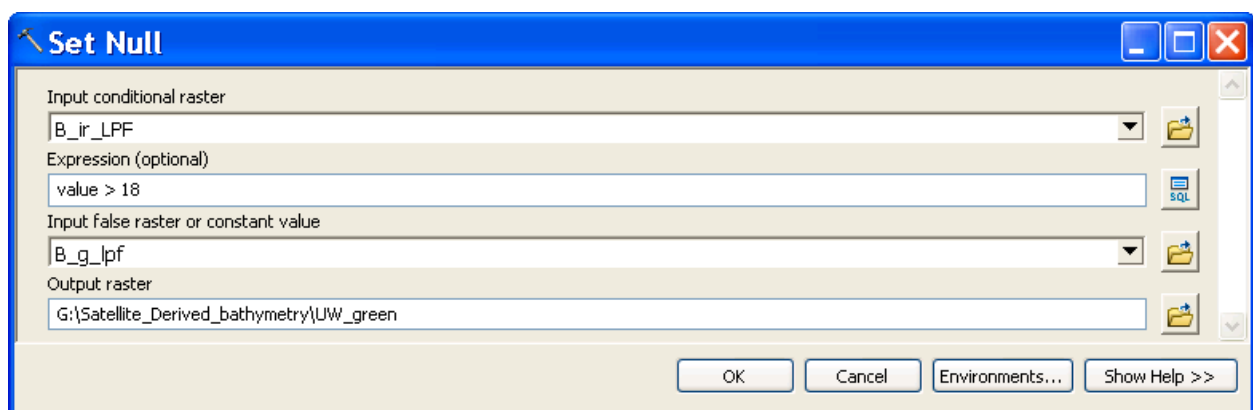 Set Null
Input conditional raster
B_ir_LPF
Expression (optional)
value > 18
SQL
Input false raster or constant value
B_g_lpf
Output raster
G:\Satellite_Derived_bathymetry\UW_green
OK Cancel Environments... Show Help >>